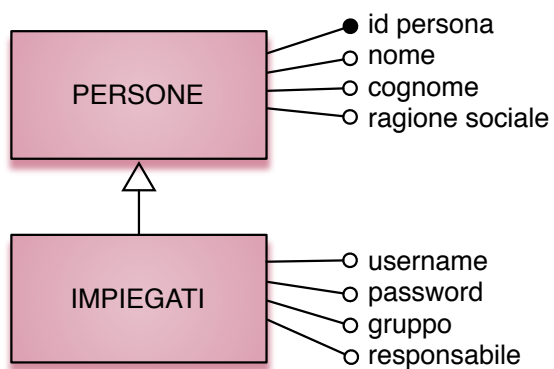 PERSONE
id persona
nome
cognome
ragione sociale
IMPIEGATI
username
password
gruppo
responsabile